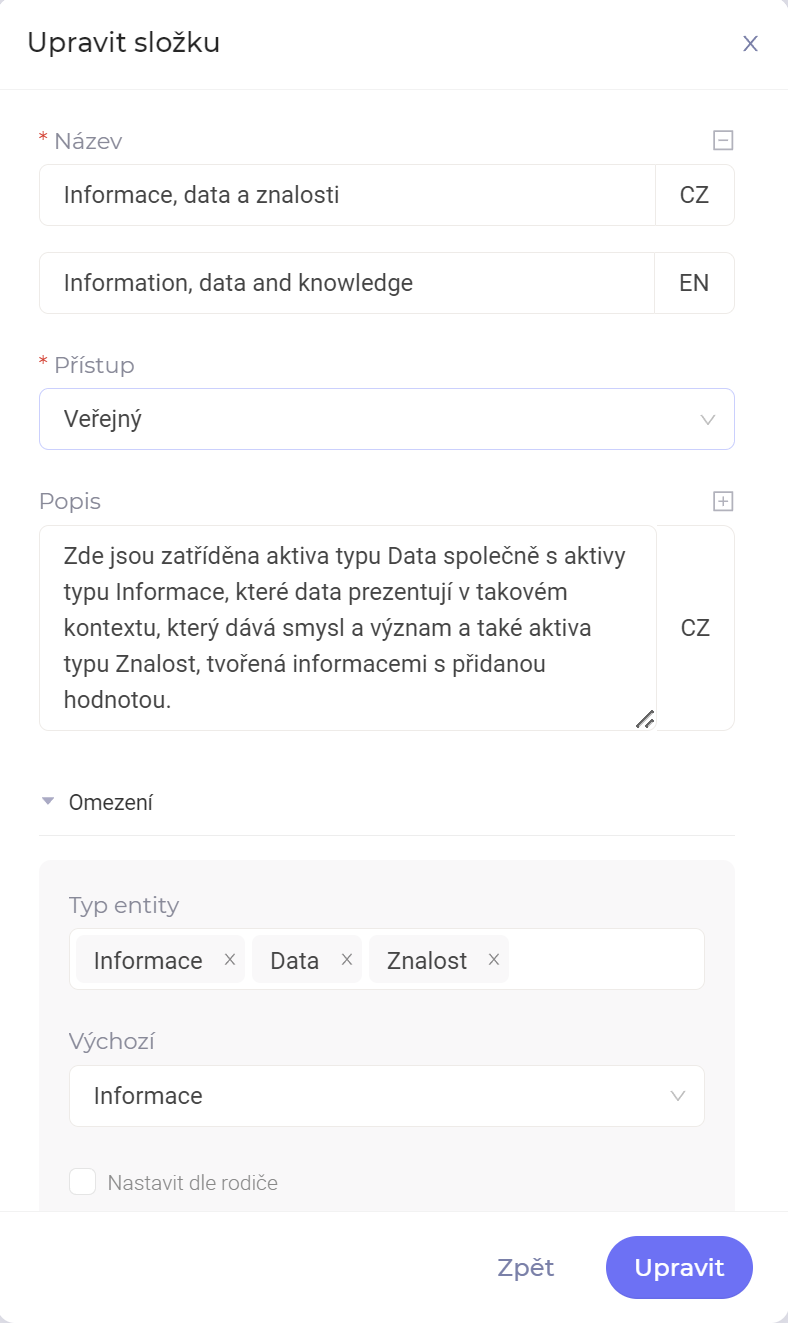 Upravit složku
* Název
Informace, data a znalosti CZ
Information, data and knowledge EN
* Přístup
Veřejný
Popis
Zde jsou zatříděna aktiva typu Data společně s aktivy
typu Informace, které data prezentují v takovém
kontextu, který dává smysl a význam a také aktiva
typu Znalost, tvořená informacemi s přidanou
hodnotou.
CZ
Omezení
Typ entity
Informace Data Znalost
Výchozí
Informace
Nastavit dle rodiče
Zpět Upravit